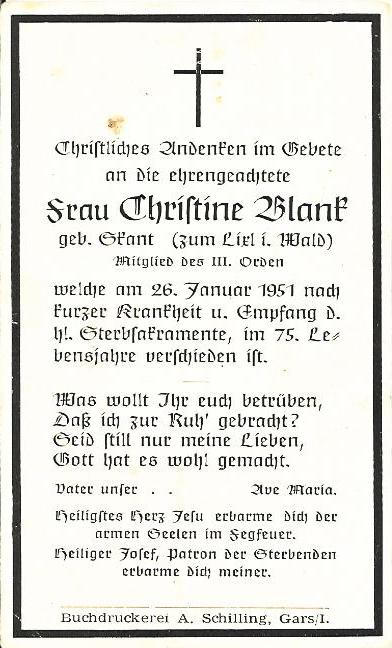 Christliches Andenken im Gebete
an die ehrengeachtete
Frau Christine Blank
geb. Skant (zum Lixl i. Wald)
Mitglied des III. Orden
welche am 26. Januar 1951 nach
kurzer Krankheit u. Empfang d.
hl. Sterbsakramente, im 75. Le-
bensjahre verschieden ist.
Was wollt Ihr euch betrüben,
Daß ich zur Ruh' gebracht?
Seid still nur meine Lieben,
Gott hat es wohl gemacht.
Vater unser . . Ave Maria.
Heiligstes Herz Jesu erbarme dich der
armen Seelen im Fegfeuer.
Heiliger Josef, Patron der Sterbenden
erbarme dich meiner.
Buchdruckerei A. Schilling, Gars/I.